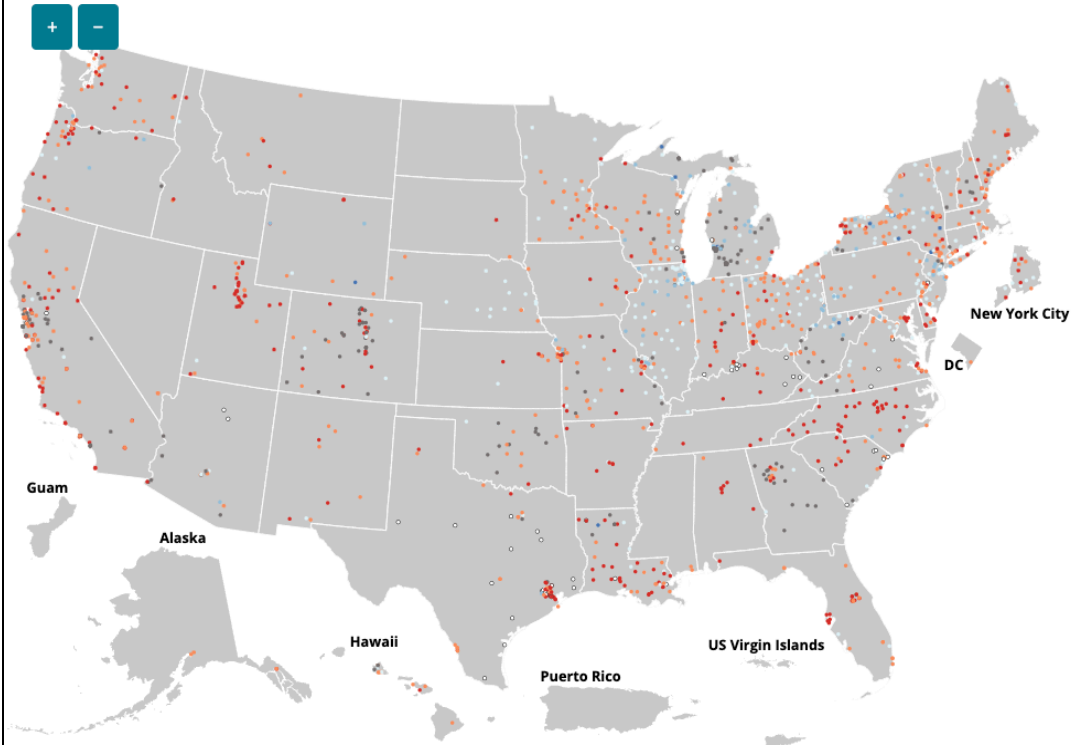 + −
New York City
DC
Guam
Alaska
Hawaii
US Virgin Islands
Puerto Rico